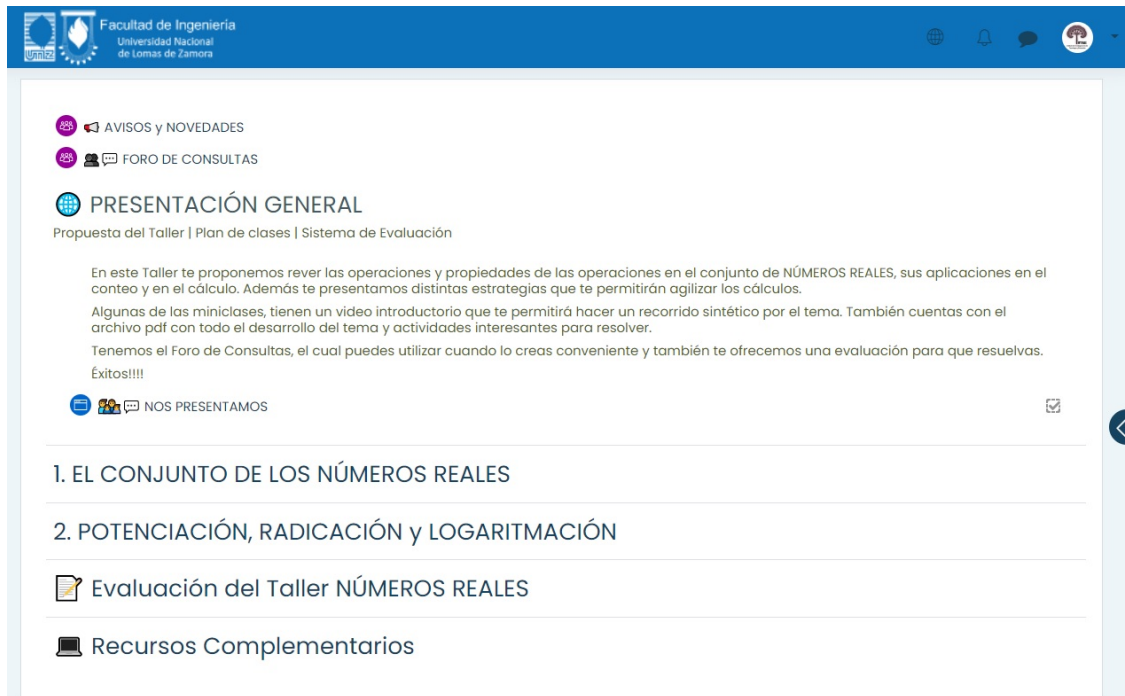 Facultad de Ingeniería
Universidad Nacional
de Lomas de Zamora
AVISOS y NOVEDADES
FORO DE CONSULTAS
PRESENTACIÓN GENERAL
Propuesta del Taller | Plan de clases | Sistema de Evaluación
En este Taller te proponemos rever las operaciones y propiedades de las operaciones en el conjunto de NÚMEROS REALES, sus aplicaciones en el
conteo y en el cálculo. Además te presentamos distintas estrategias que te permitirán agilizar los cálculos.
Algunas de las miniclases, tienen un video introductorio que te permitirá hacer un recorrido sintético por el tema. También cuentas con el
archivo pdf con todo el desarrollo del tema y actividades interesantes para resolver.
Tenemos el Foro de Consultas, el cual puedes utilizar cuando lo creas conveniente y también te ofrecemos una evaluación para que resuelvas.
Éxitos!!!!
NOS PRESENTAMOS
1. EL CONJUNTO DE LOS NÚMEROS REALES
2. POTENCIACIÓN, RADICACIÓN y LOGARITMACIÓN
Evaluación del Taller NÚMEROS REALES
Recursos Complementarios